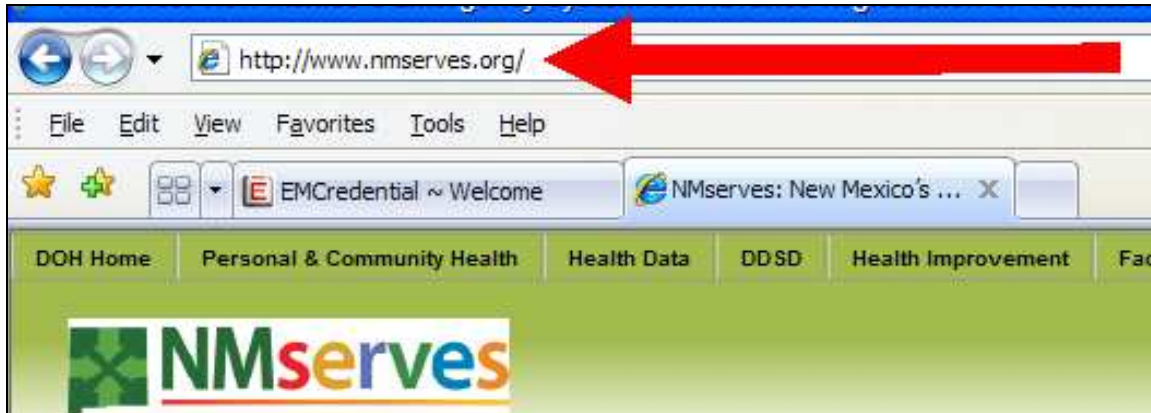 http://www.nmserves.org/
File Edit View Favorites Tools Help
EMCredential ~ Welcome NMserves: New Mexico's ... X
DOH Home Personal & Community Health Health Data DDSD Health Improvement Fac
NMserves